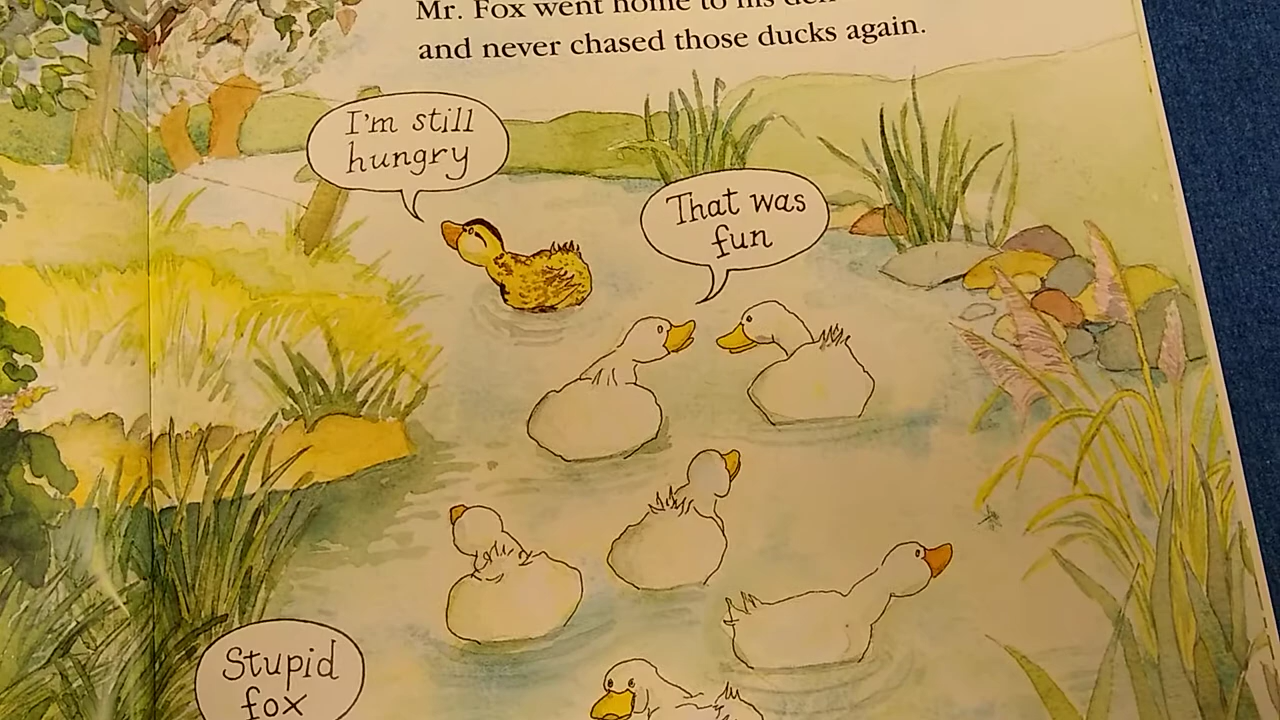 Mr. Fox went home to his den
and never chased those ducks again.
I'm still
hungry
That was
fun
Stupid
fox